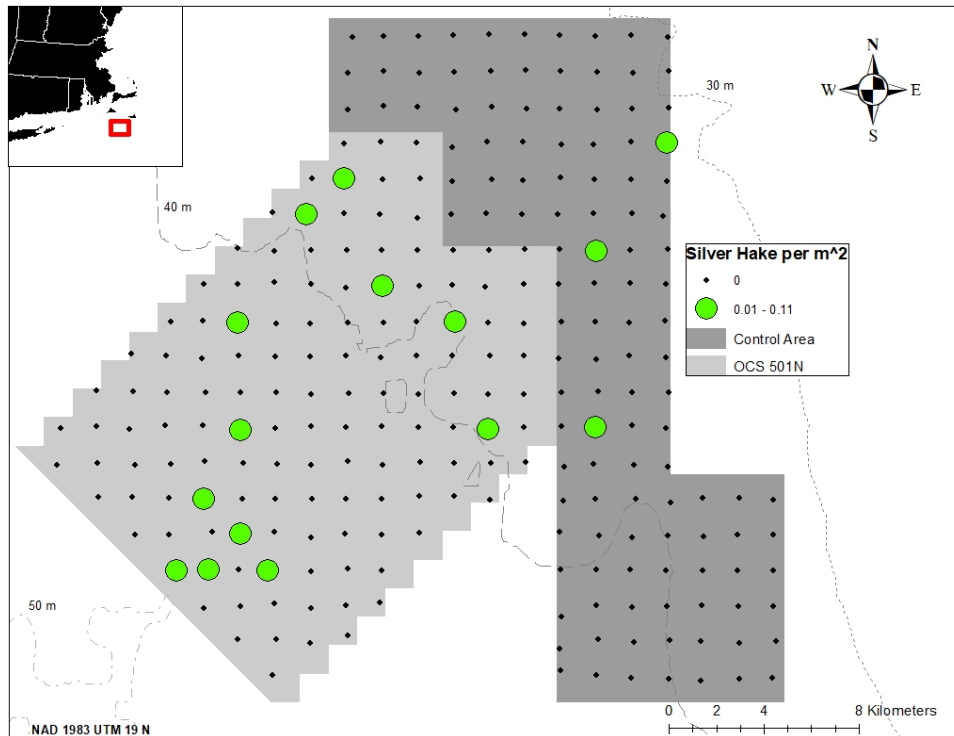 N
W E
S
30 m
40 m
Silver Hake per m^2
0
0.01 - 0.11
Control Area
OCS 501N
50 m
0 2 4 8 Kilometers
NAD 1983 UTM 19 N